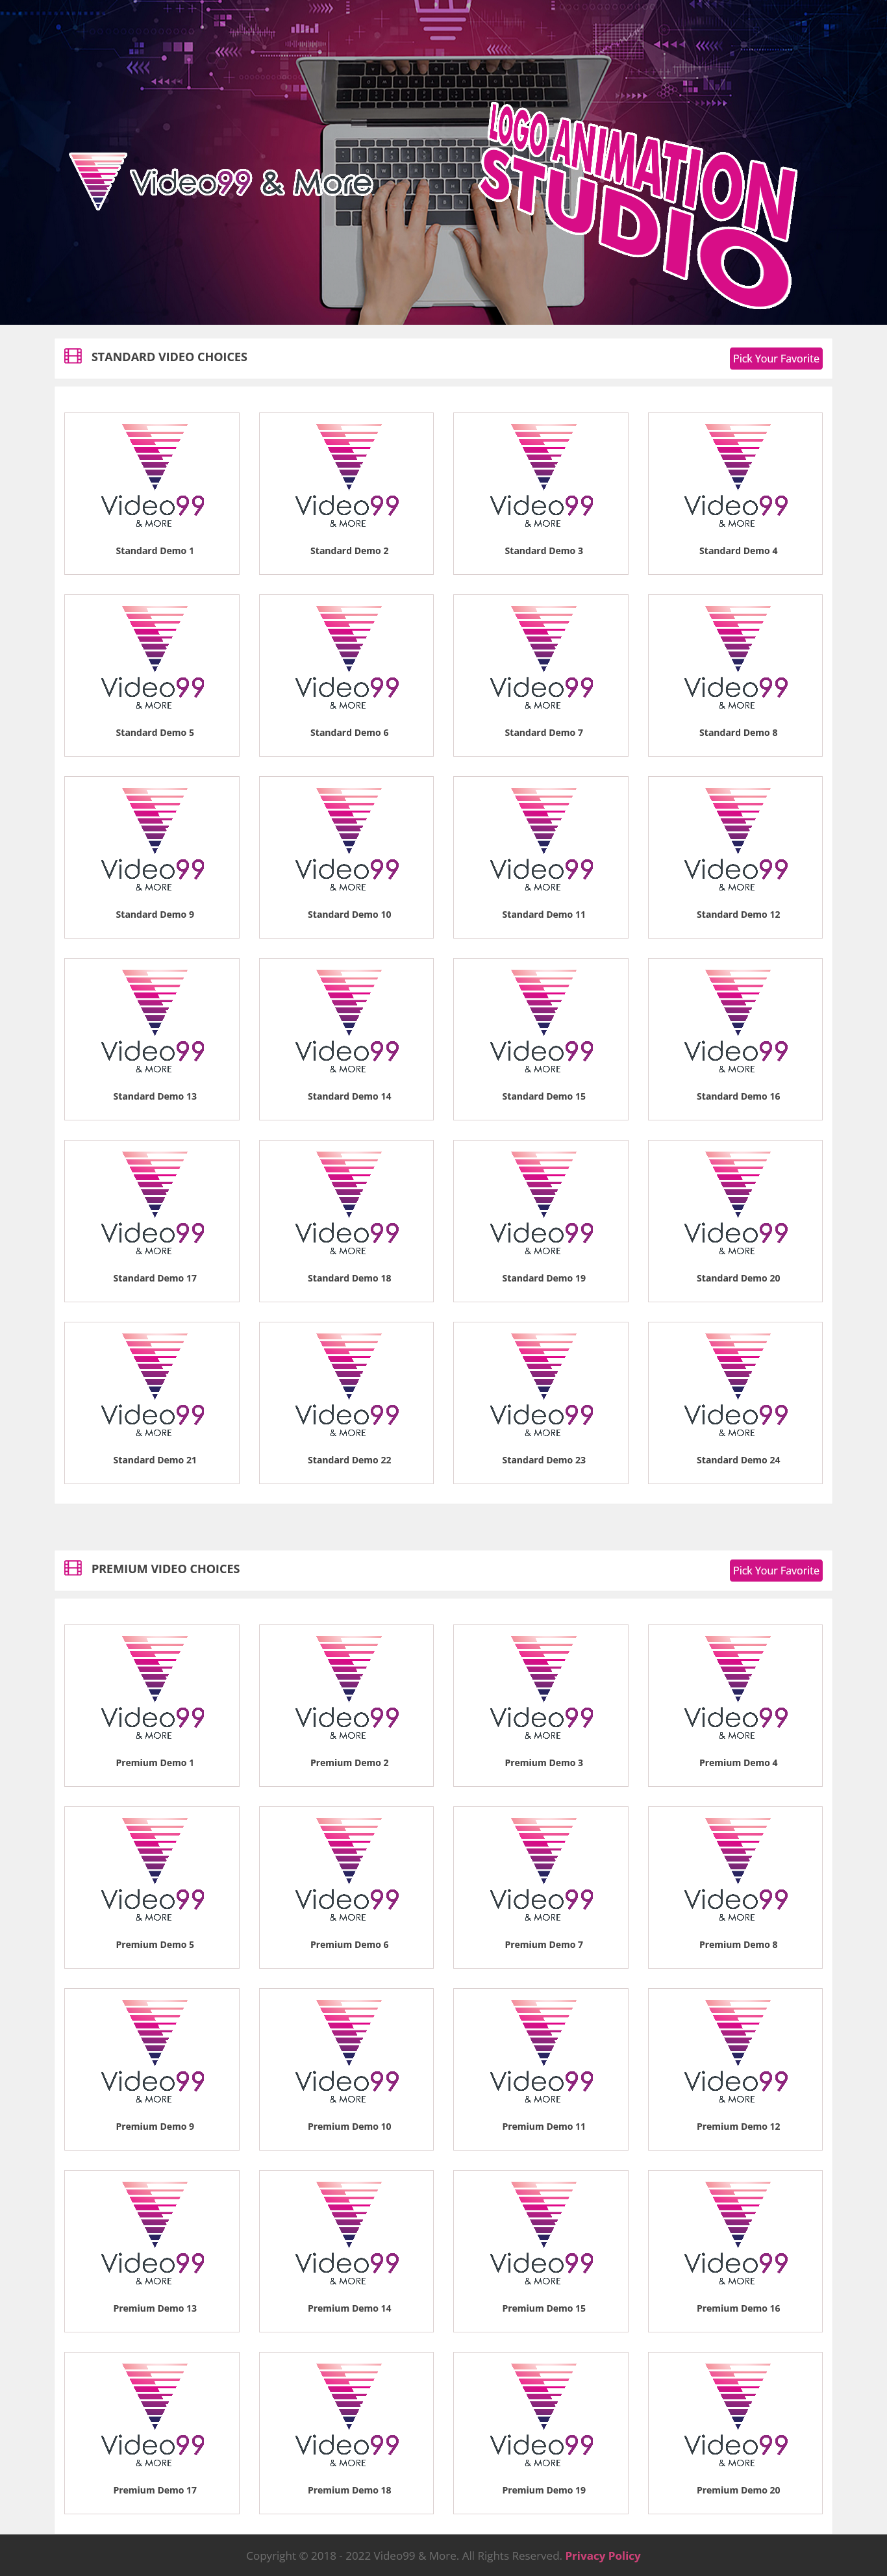 Video99 & More
LOGO ANIMATION
STUDIO
STANDARD VIDEO CHOICES
Pick Your Favorite
Video99 Video99 Video99 Video99
& MORE & MORE & MORE & MORE
Standard Demo 1 Standard Demo 2 Standard Demo 3 Standard Demo 4
Video99 Video99 Video99 Video99
& MORE & MORE & MORE & MORE
Standard Demo 5 Standard Demo 6 Standard Demo 7 Standard Demo 8
Video99 Video99 Video99 Video99
& MORE & MORE & MORE & MORE
Standard Demo 9 Standard Demo 10 Standard Demo 11 Standard Demo 12
Video99 Video99 Video99 Video99
& MORE & MORE & MORE & MORE
Standard Demo 13 Standard Demo 14 Standard Demo 15 Standard Demo 16
Video99 Video99 Video99 Video99
& MORE & MORE & MORE & MORE
Standard Demo 17 Standard Demo 18 Standard Demo 19 Standard Demo 20
Video99 Video99 Video99 Video99
& MORE & MORE & MORE & MORE
Standard Demo 21 Standard Demo 22 Standard Demo 23 Standard Demo 24
PREMIUM VIDEO CHOICES
Pick Your Favorite
Video99 Video99 Video99 Video99
& MORE & MORE & MORE & MORE
Premium Demo 1 Premium Demo 2 Premium Demo 3 Premium Demo 4
Video99 Video99 Video99 Video99
& MORE & MORE & MORE & MORE
Premium Demo 5 Premium Demo 6 Premium Demo 7 Premium Demo 8
Video99 Video99 Video99 Video99
& MORE & MORE & MORE & MORE
Premium Demo 9 Premium Demo 10 Premium Demo 11 Premium Demo 12
Video99 Video99 Video99 Video99
& MORE & MORE & MORE & MORE
Premium Demo 13 Premium Demo 14 Premium Demo 15 Premium Demo 16
Video99 Video99 Video99 Video99
& MORE & MORE & MORE & MORE
Premium Demo 17 Premium Demo 18 Premium Demo 19 Premium Demo 20
Copyright © 2018 - 2022 Video99 & More. All Rights Reserved. Privacy Policy